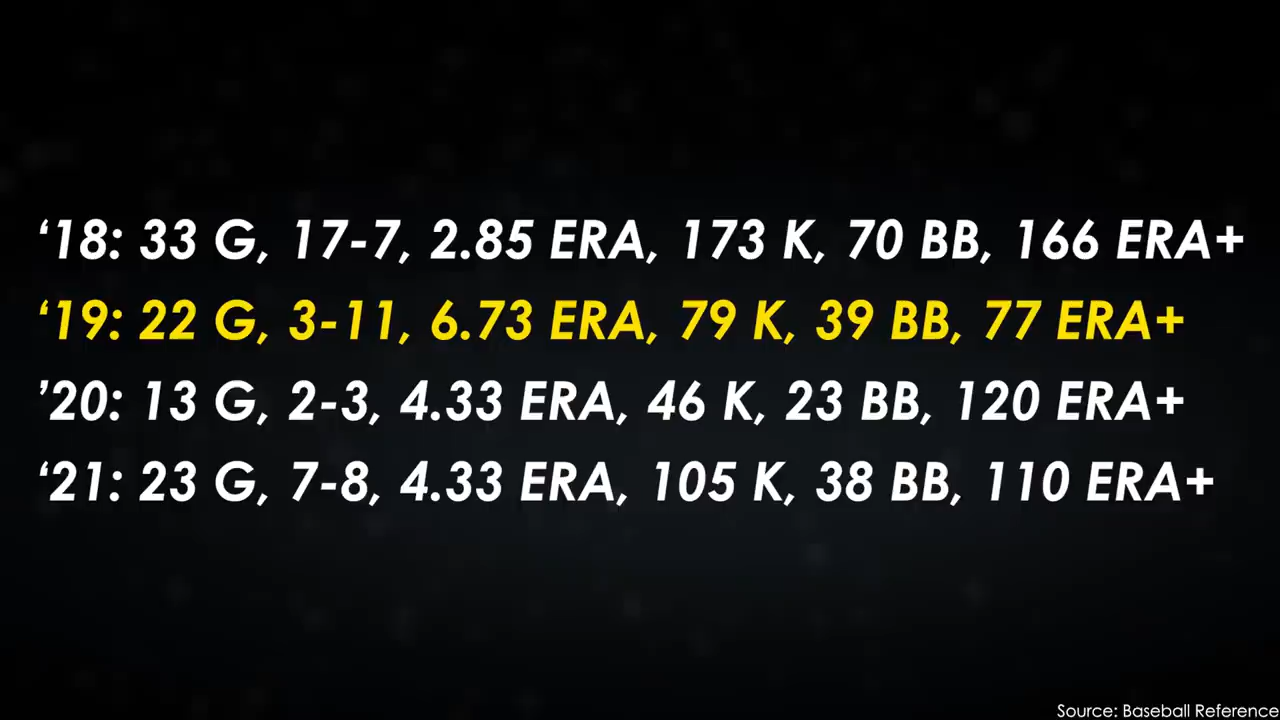 ‘18: 33 G, 17-7, 2.85 ERA, 173 K, 70 BB, 166 ERA+
‘19: 22 G, 3-11, 6.73 ERA, 79 K, 39 BB, 77 ERA+
’20: 13 G, 2-3, 4.33 ERA, 46 K, 23 BB, 120 ERA+
‘21: 23 G, 7-8, 4.33 ERA, 105 K, 38 BB, 110 ERA+
Source: Baseball Reference